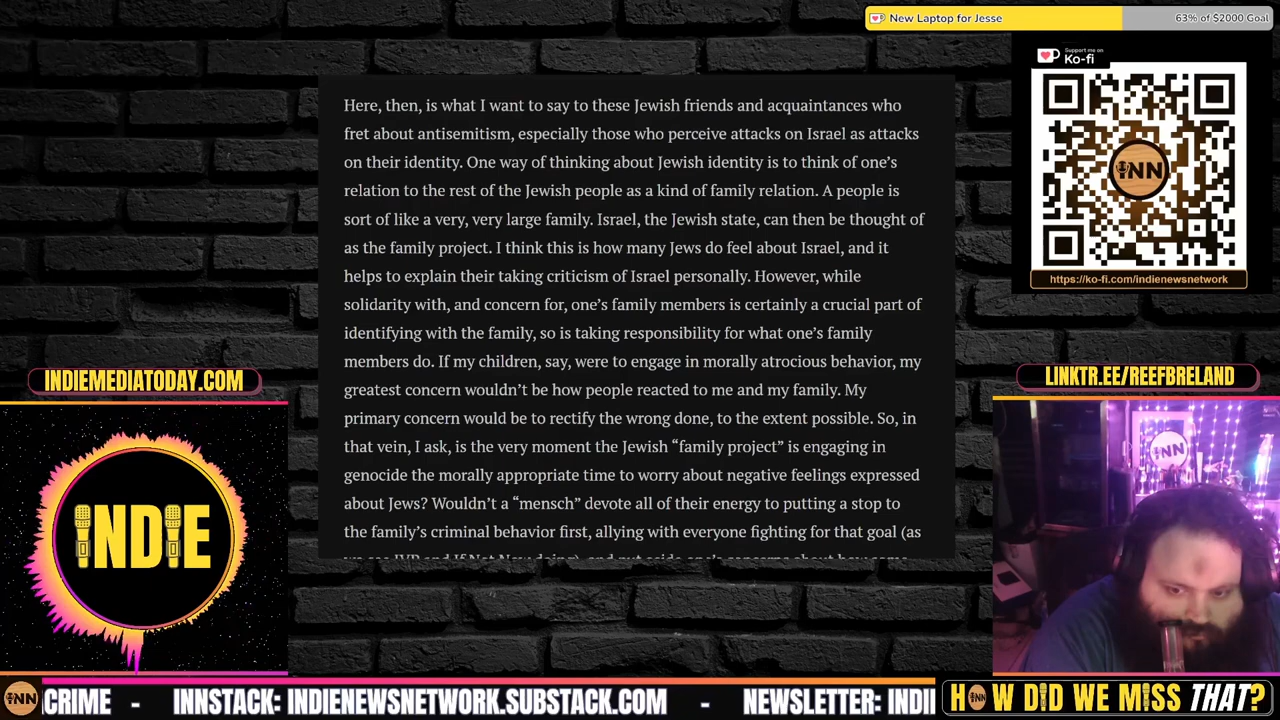 New Laptop for Jesse
63% of $2000 Goal
Support me on
Ko-fi
iNN
https://ko-fi.com/indienewsnetwork
Here, then, is what I want to say to these Jewish friends and acquaintances who
fret about antisemitism, especially those who perceive attacks on Israel as attacks
on their identity. One way of thinking about Jewish identity is to think of one’s
relation to the rest of the Jewish people as a kind of family relation. A people is
sort of like a very, very large family. Israel, the Jewish state, can then be thought of
as the family project. I think this is how many Jews do feel about Israel, and it
helps to explain their taking criticism of Israel personally. However, while
solidarity with, and concern for, one’s family members is certainly a crucial part of
identifying with the family, so is taking responsibility for what one’s family
members do. If my children, say, were to engage in morally atrocious behavior, my
greatest concern wouldn’t be how people reacted to me and my family. My
primary concern would be to rectify the wrong done, to the extent possible. So, in
that vein, I ask, is the very moment the Jewish “family project” is engaging in
genocide the morally appropriate time to worry about negative feelings expressed
about Jews? Wouldn’t a “mensch” devote all of their energy to putting a stop to
the family’s criminal behavior first, allying with everyone fighting for that goal (as
INDIEMEDIATODAY.COM
LINKTR.EE/REEFBRELAND
iNDiE
iNN
iNN
CRIME - INNSTACK: INDIENEWSNETWORK.SUBSTACK.COM - NEWSLETTER: INDI
HOW DiD WE MiSS THAT?